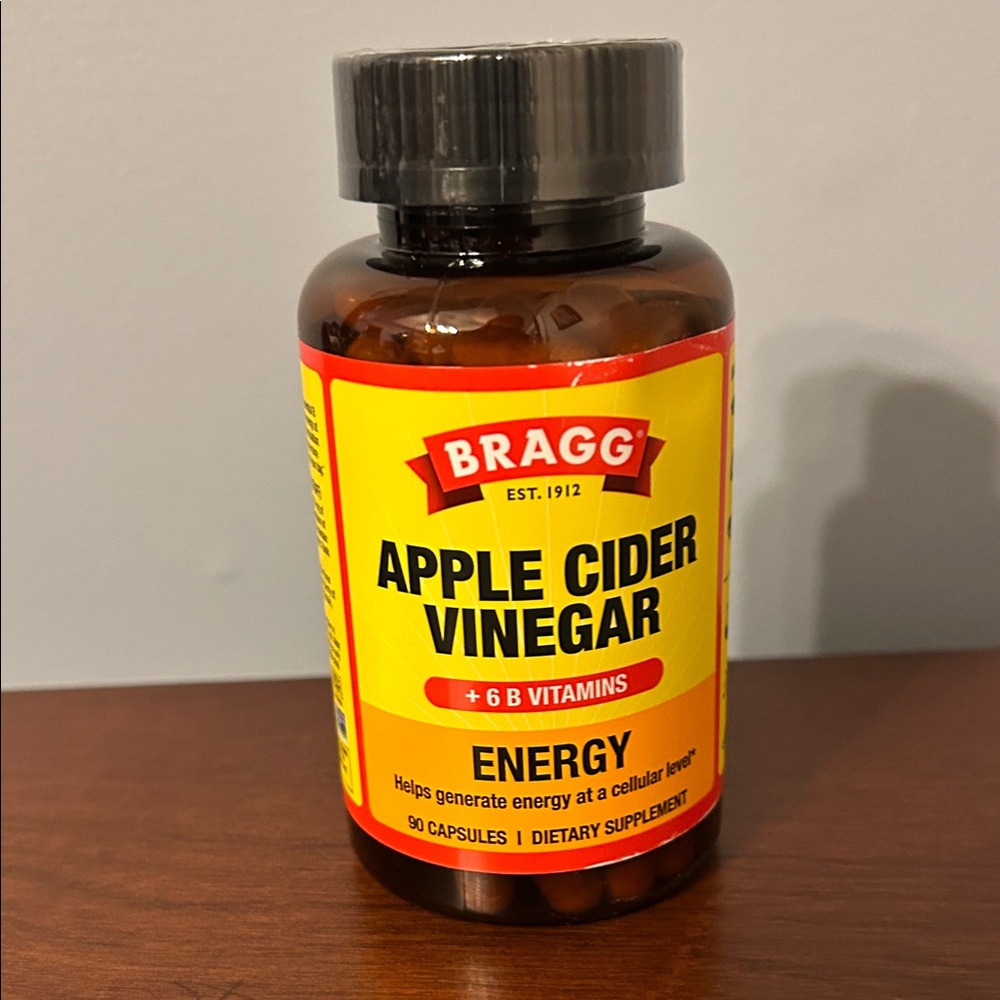 BRAGG®
EST. 1912
APPLE CIDER
VINEGAR
+ 6 B VITAMINS
ENERGY
Helps generate energy at a cellular level*
90 CAPSULES | DIETARY SUPPLEMENT